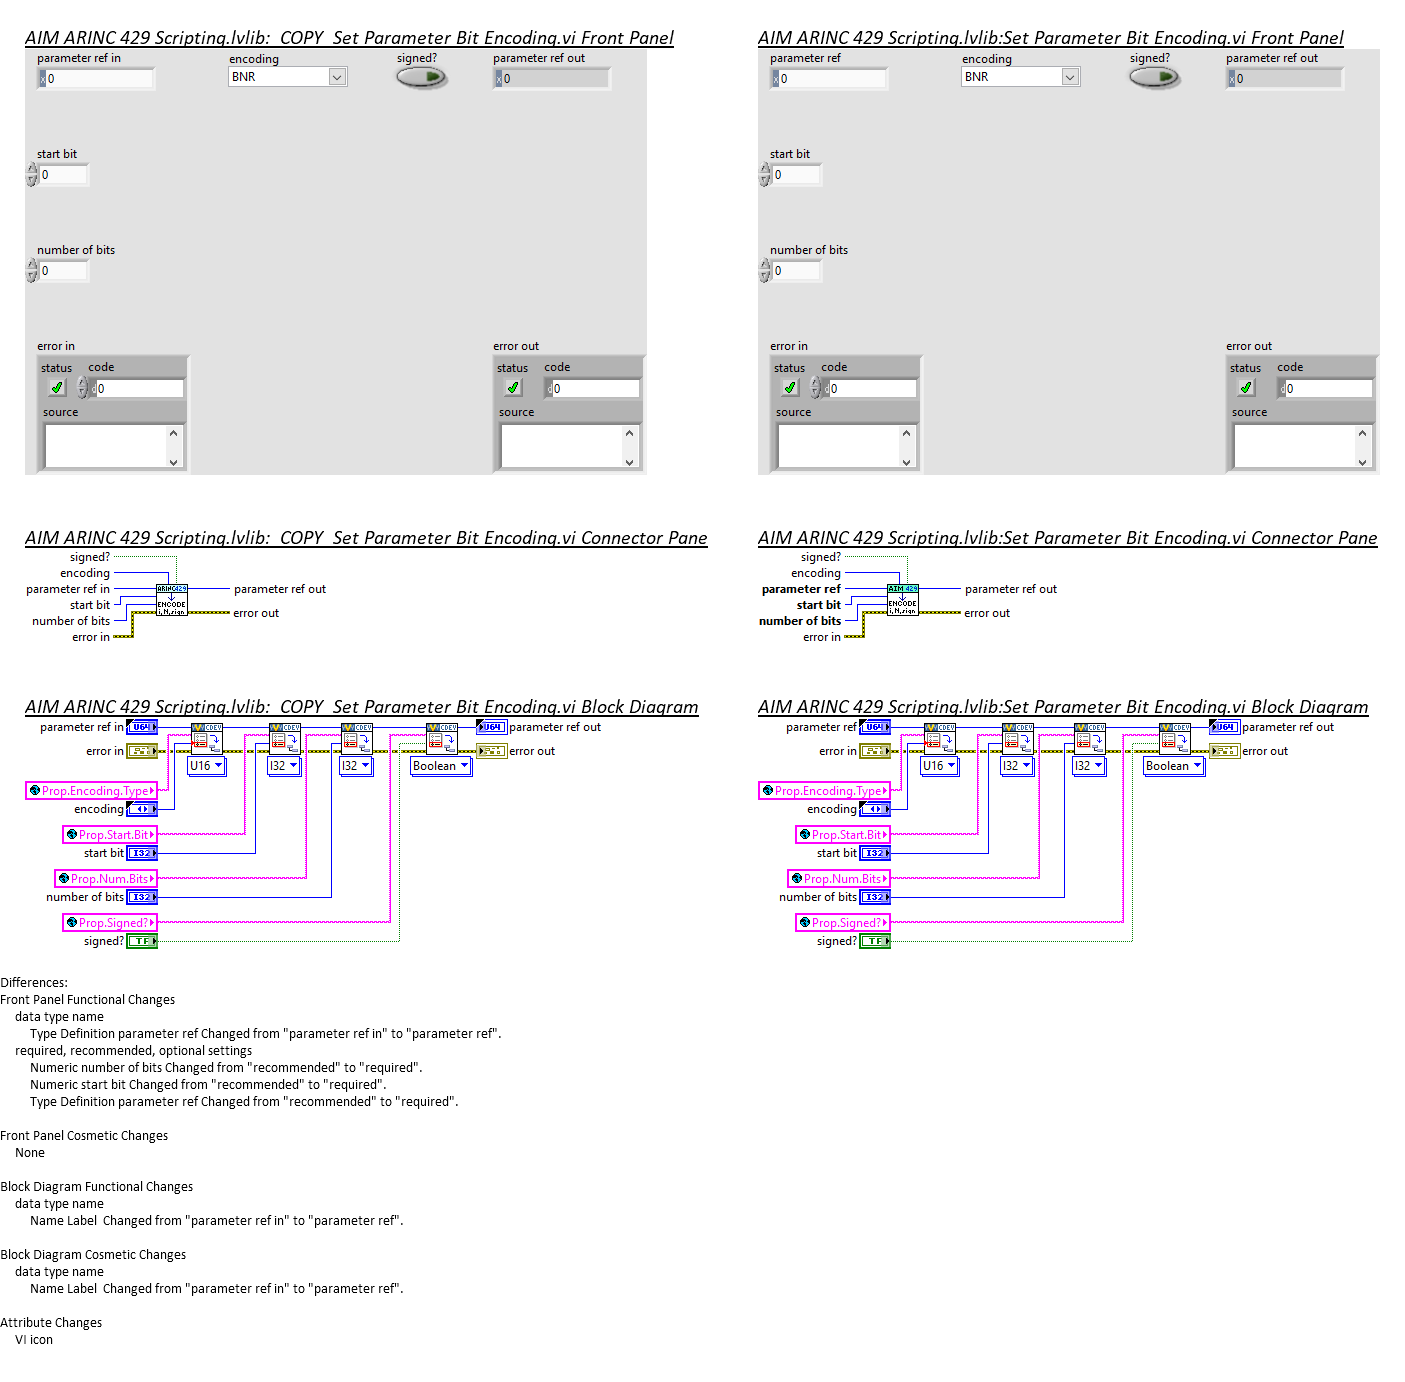 AIM ARINC 429 Scripting.lvlib:  COPY  Set Parameter Bit Encoding.vi Front Panel
parameter ref in
encoding
signed?
parameter ref out
x 0
BNR
x 0
start bit
0
number of bits
0
error in
error out
status
code
status
code
d 0
d 0
source
source
AIM ARINC 429 Scripting.lvlib:Set Parameter Bit Encoding.vi Front Panel
parameter ref
encoding
signed?
parameter ref out
x 0
BNR
x 0
start bit
0
number of bits
0
error in
error out
status
code
status
code
d 0
d 0
source
source
AIM ARINC 429 Scripting.lvlib:  COPY  Set Parameter Bit Encoding.vi Connector Pane
signed?
encoding
parameter ref in
start bit
number of bits
error in
ARINC429
ENCODE
i,N,sign
parameter ref out
error out
AIM ARINC 429 Scripting.lvlib:Set Parameter Bit Encoding.vi Connector Pane
signed?
encoding
parameter ref
start bit
number of bits
error in
AIM 429
ENCODE
i,N,sign
parameter ref out
error out
AIM ARINC 429 Scripting.lvlib:  COPY  Set Parameter Bit Encoding.vi Block Diagram
parameter ref in
U64
CDEV
CDEV
CDEV
CDEV
U64
parameter ref out
error in
error out
U16
I32
I32
Boolean
Prop.Encoding.Type
encoding
Prop.Start.Bit
start bit
I32
Prop.Num.Bits
number of bits
I32
Prop.Signed?
signed?
TF
AIM ARINC 429 Scripting.lvlib:Set Parameter Bit Encoding.vi Block Diagram
parameter ref
U64
CDEV
CDEV
CDEV
CDEV
U64
parameter ref out
error in
error out
U16
I32
I32
Boolean
Prop.Encoding.Type
encoding
Prop.Start.Bit
start bit
I32
Prop.Num.Bits
number of bits
I32
Prop.Signed?
signed?
TF
Differences:
Front Panel Functional Changes
data type name
Type Definition parameter ref Changed from "parameter ref in" to "parameter ref".
required, recommended, optional settings
Numeric number of bits Changed from "recommended" to "required".
Numeric start bit Changed from "recommended" to "required".
Type Definition parameter ref Changed from "recommended" to "required".
Front Panel Cosmetic Changes
None
Block Diagram Functional Changes
data type name
Name Label  Changed from "parameter ref in" to "parameter ref".
Block Diagram Cosmetic Changes
data type name
Name Label  Changed from "parameter ref in" to "parameter ref".
Attribute Changes
VI icon